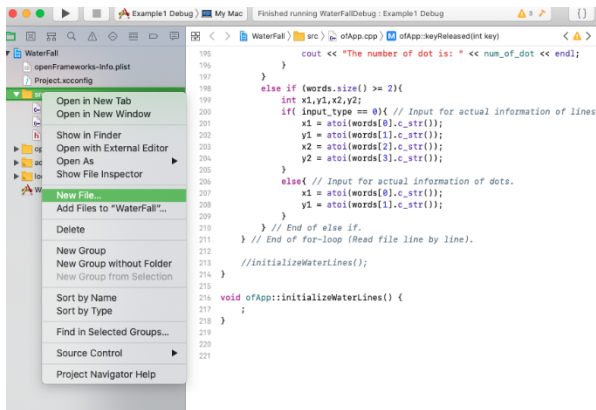 Example1 Debug 〉 My Mac
Finished running WaterFallDebug : Example1 Debug
3
{}
WaterFall 〉 src 〉 ofApp.cpp 〉 M ofApp::keyReleased(int key)
WaterFall
openFrameworks-Info.plist
Project.xcconfig
Open in New Tab
Open in New Window
Show in Finder
Open with External Editor
Open As
Show File Inspector
New File...
Add Files to "WaterFall"...
Delete
New Group
New Group without Folder
New Group from Selection
Sort by Name
Sort by Type
Find in Selected Groups...
Source Control
Project Navigator Help
195 cout << "The number of dot is: " << num_of_dot << endl;
196 }
197 }
198 else if (words.size() >= 2){
199 int x1,y1,x2,y2;
200 if( input_type == 0){ // Input for actual information of lines
201 x1 = atoi(words[0].c_str());
202 y1 = atoi(words[1].c_str());
203 x2 = atoi(words[2].c_str());
204 y2 = atoi(words[3].c_str());
205 }
206 else{ // Input for actual information of dots.
207 x1 = atoi(words[0].c_str());
208 y1 = atoi(words[1].c_str());
209 }
210 } // End of else if.
211 } // End of for-loop (Read file line by line).
212
213 //initializeWaterLines();
214 }
215
216 void ofApp::initializeWaterLines() {
217 ;
218 }
219
220
221